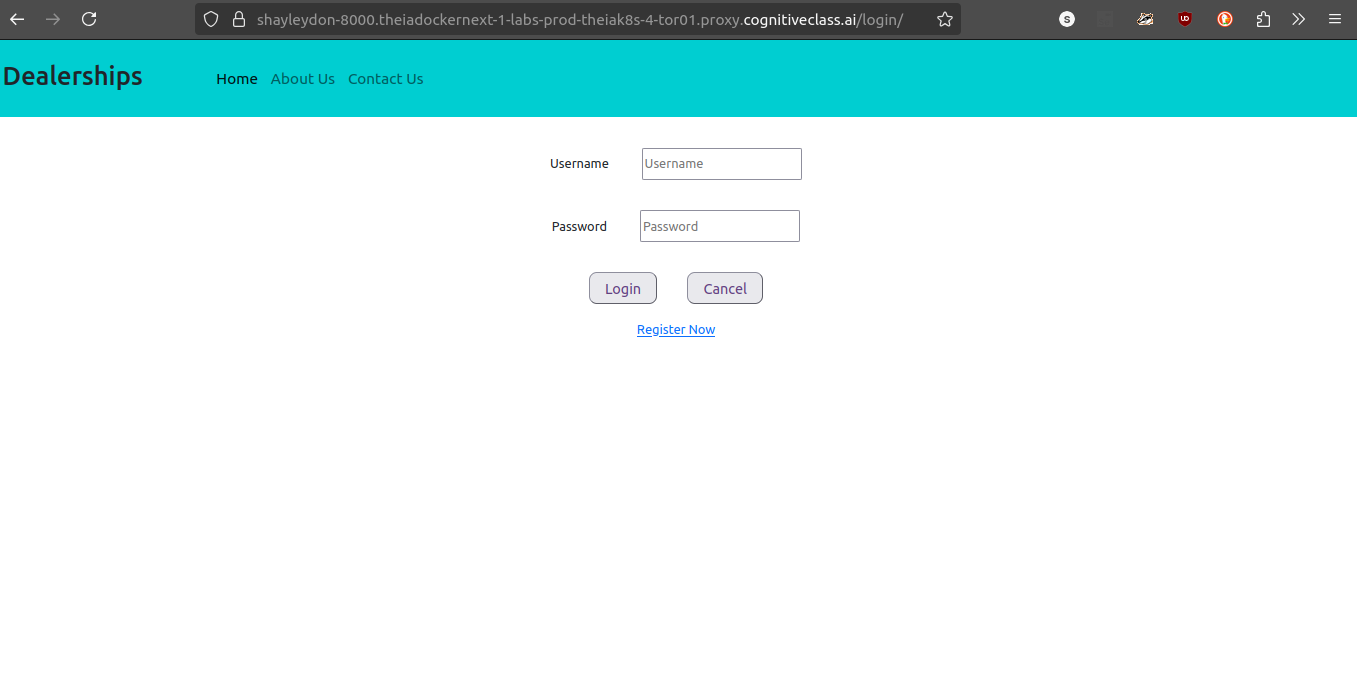 shayleydon-8000.theiadockernext-1-labs-prod-theiak8s-4-tor01.proxy.cognitiveclass.ai/login/
S
UD
Dealerships Home About Us Contact Us
Username Username
Password Password
Login Cancel
Register Now